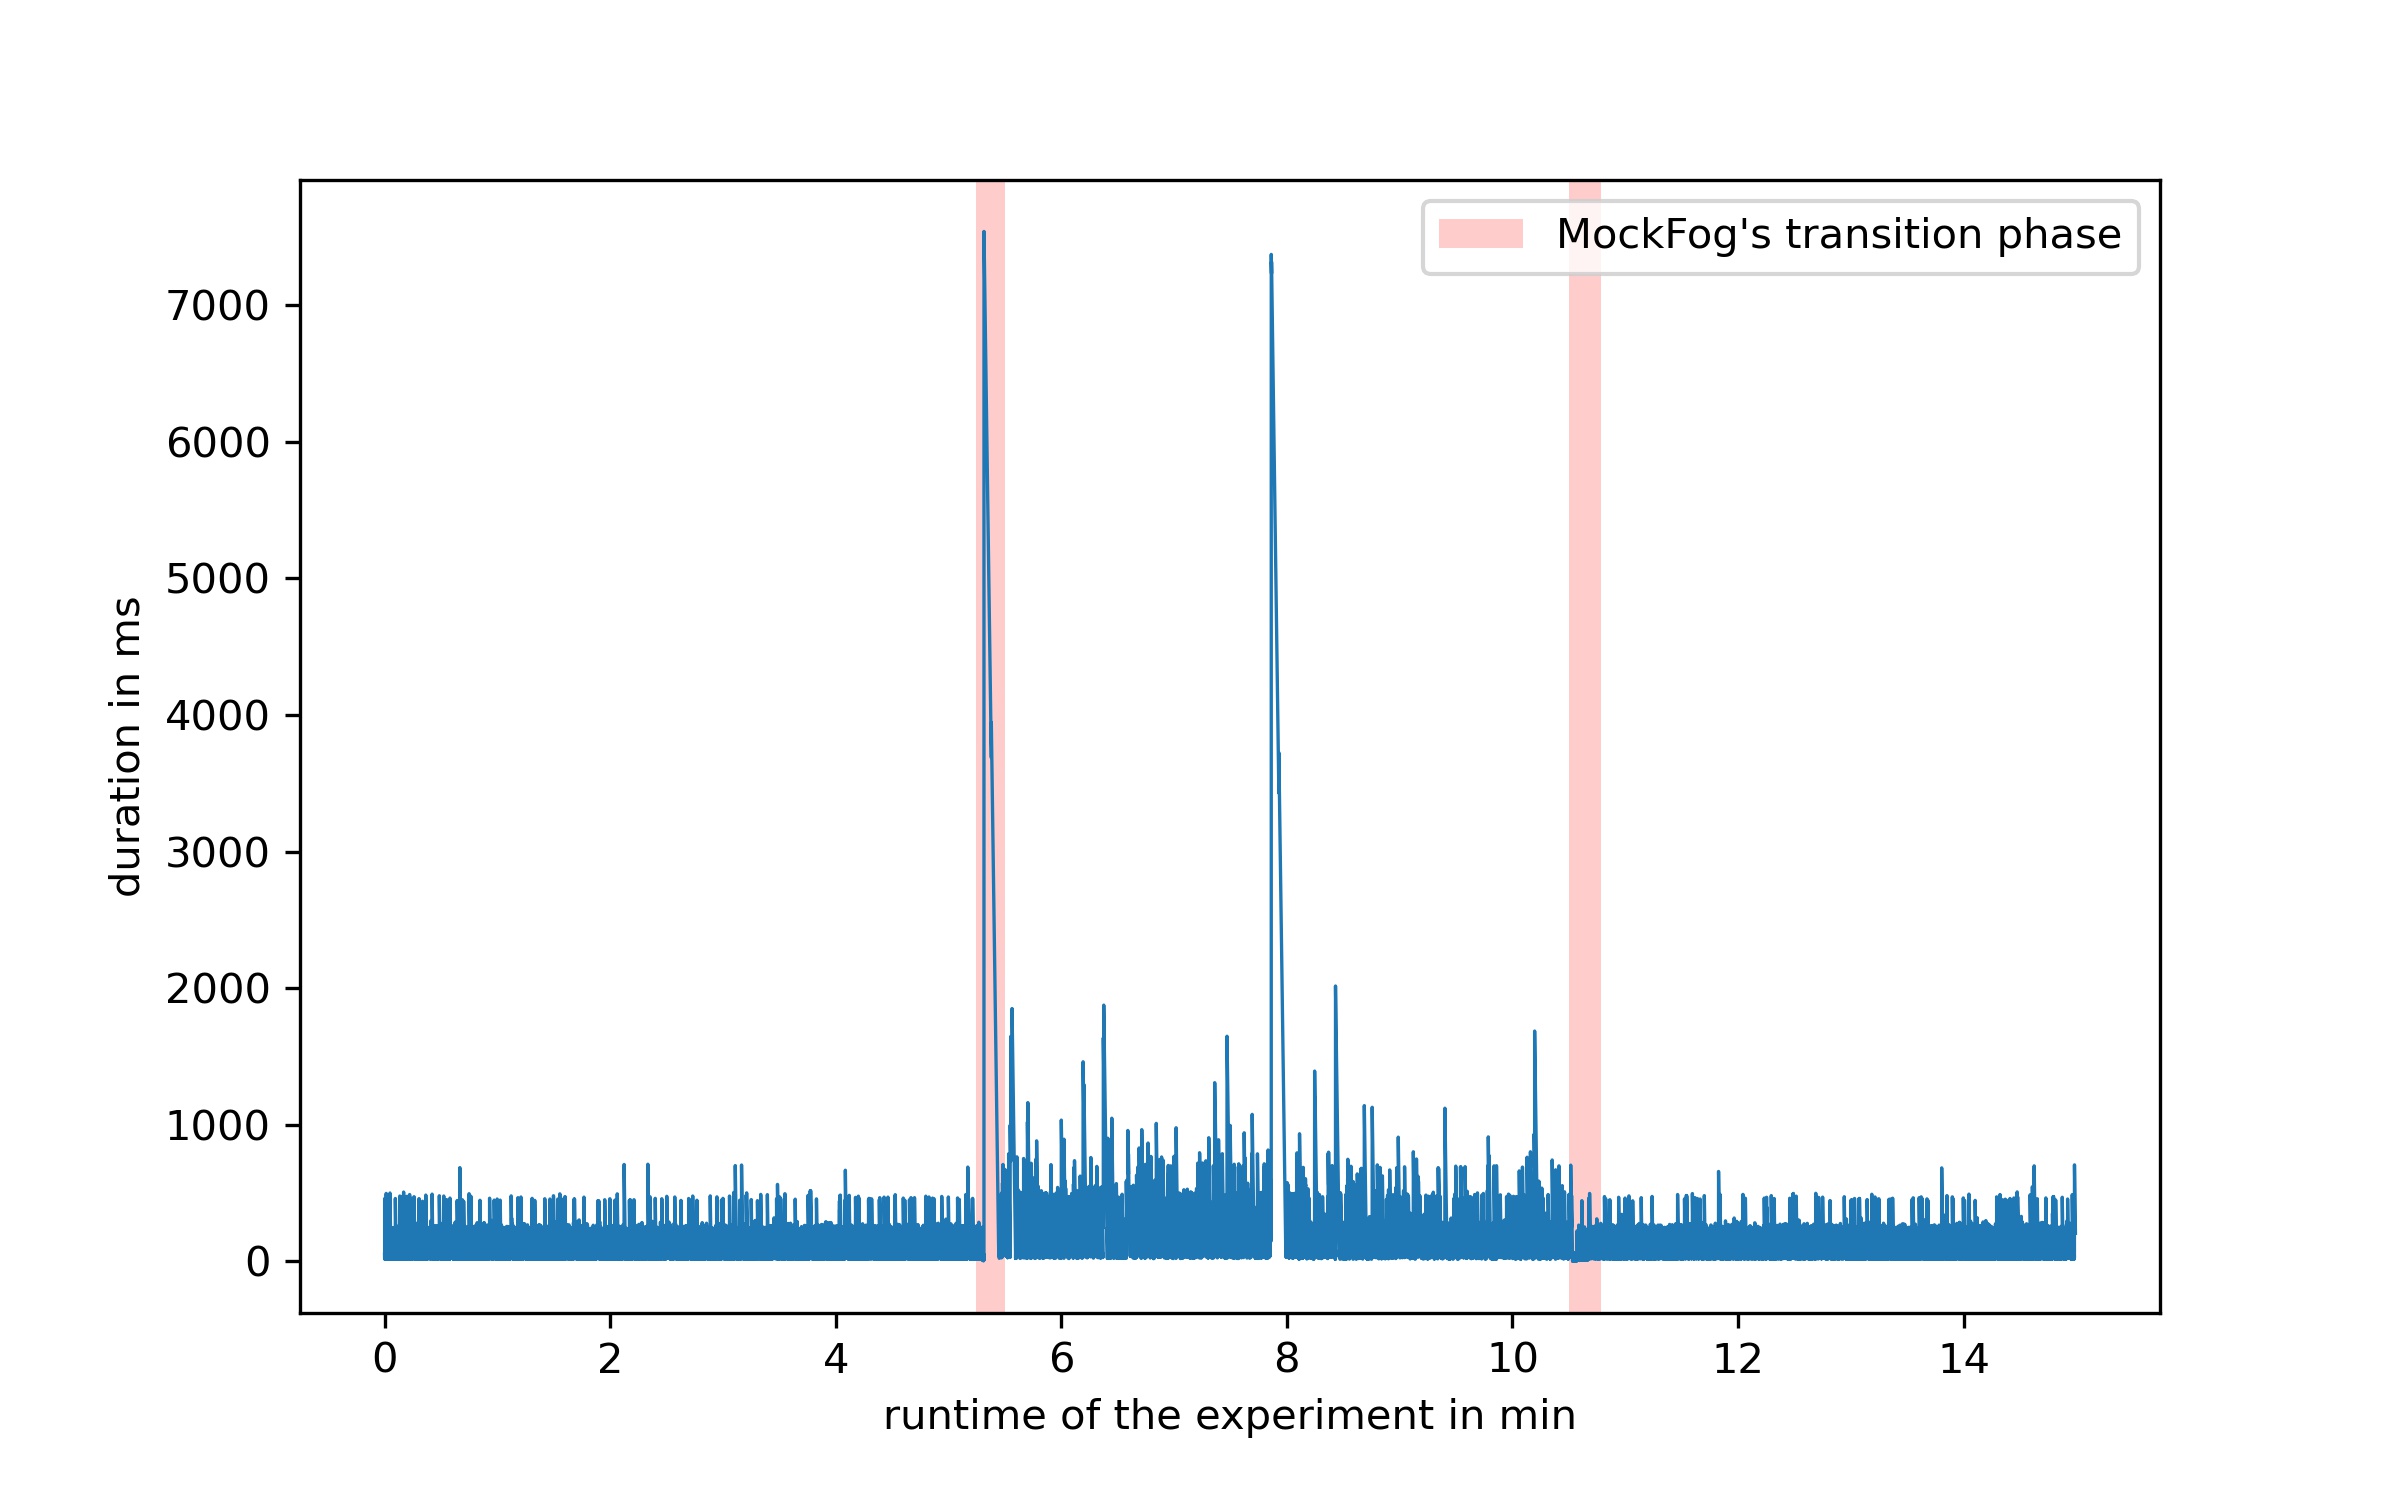 MockFog's transition phase
7000
6000
5000
4000
3000
2000
1000
0
duration in ms
0 2 4 6 8 10 12 14
runtime of the experiment in min